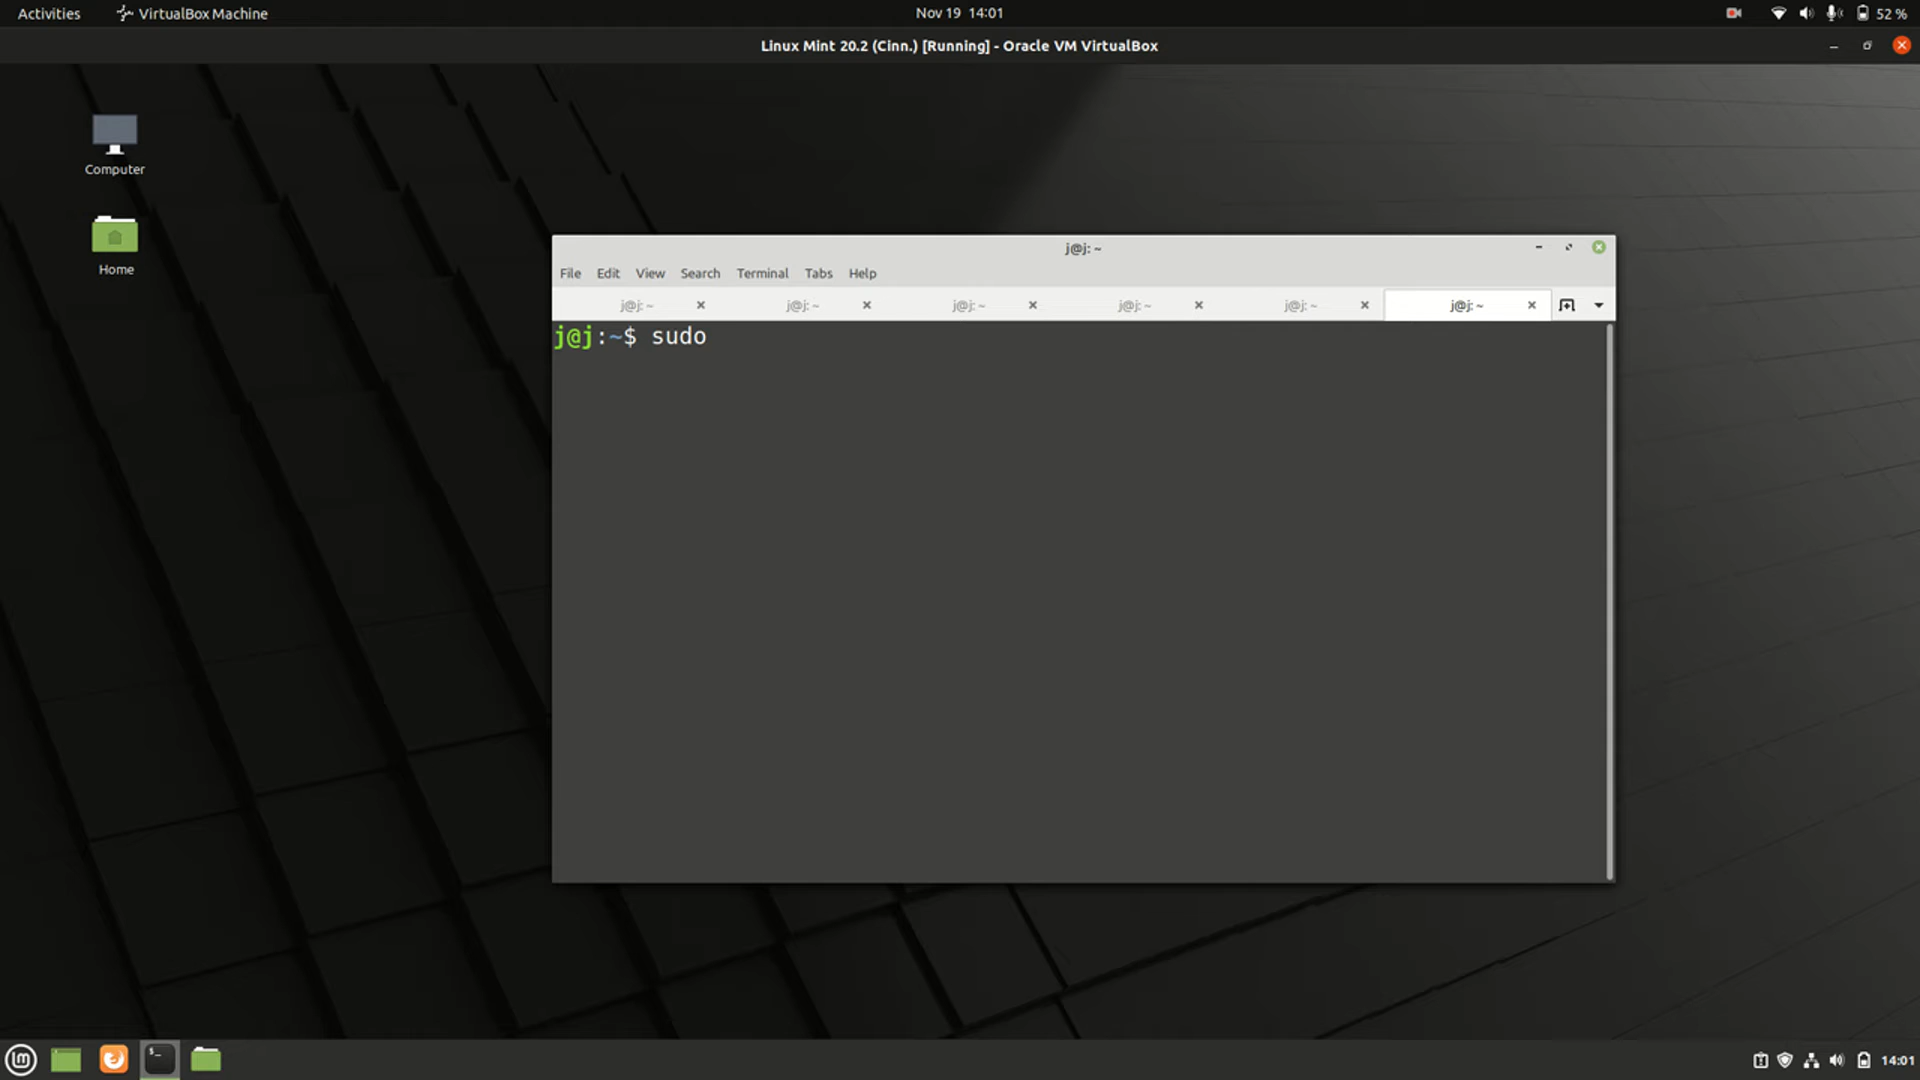 Activities VirtualBox Machine Nov 19 14:01 52 %
Linux Mint 20.2 (Cinn.) [Running] - Oracle VM VirtualBox
Computer
Home
j@j: ~
File Edit View Search Terminal Tabs Help
j@j: ~ j@j: ~ j@j: ~ j@j: ~ j@j: ~ j@j: ~
j@j:~$ sudo
14:01